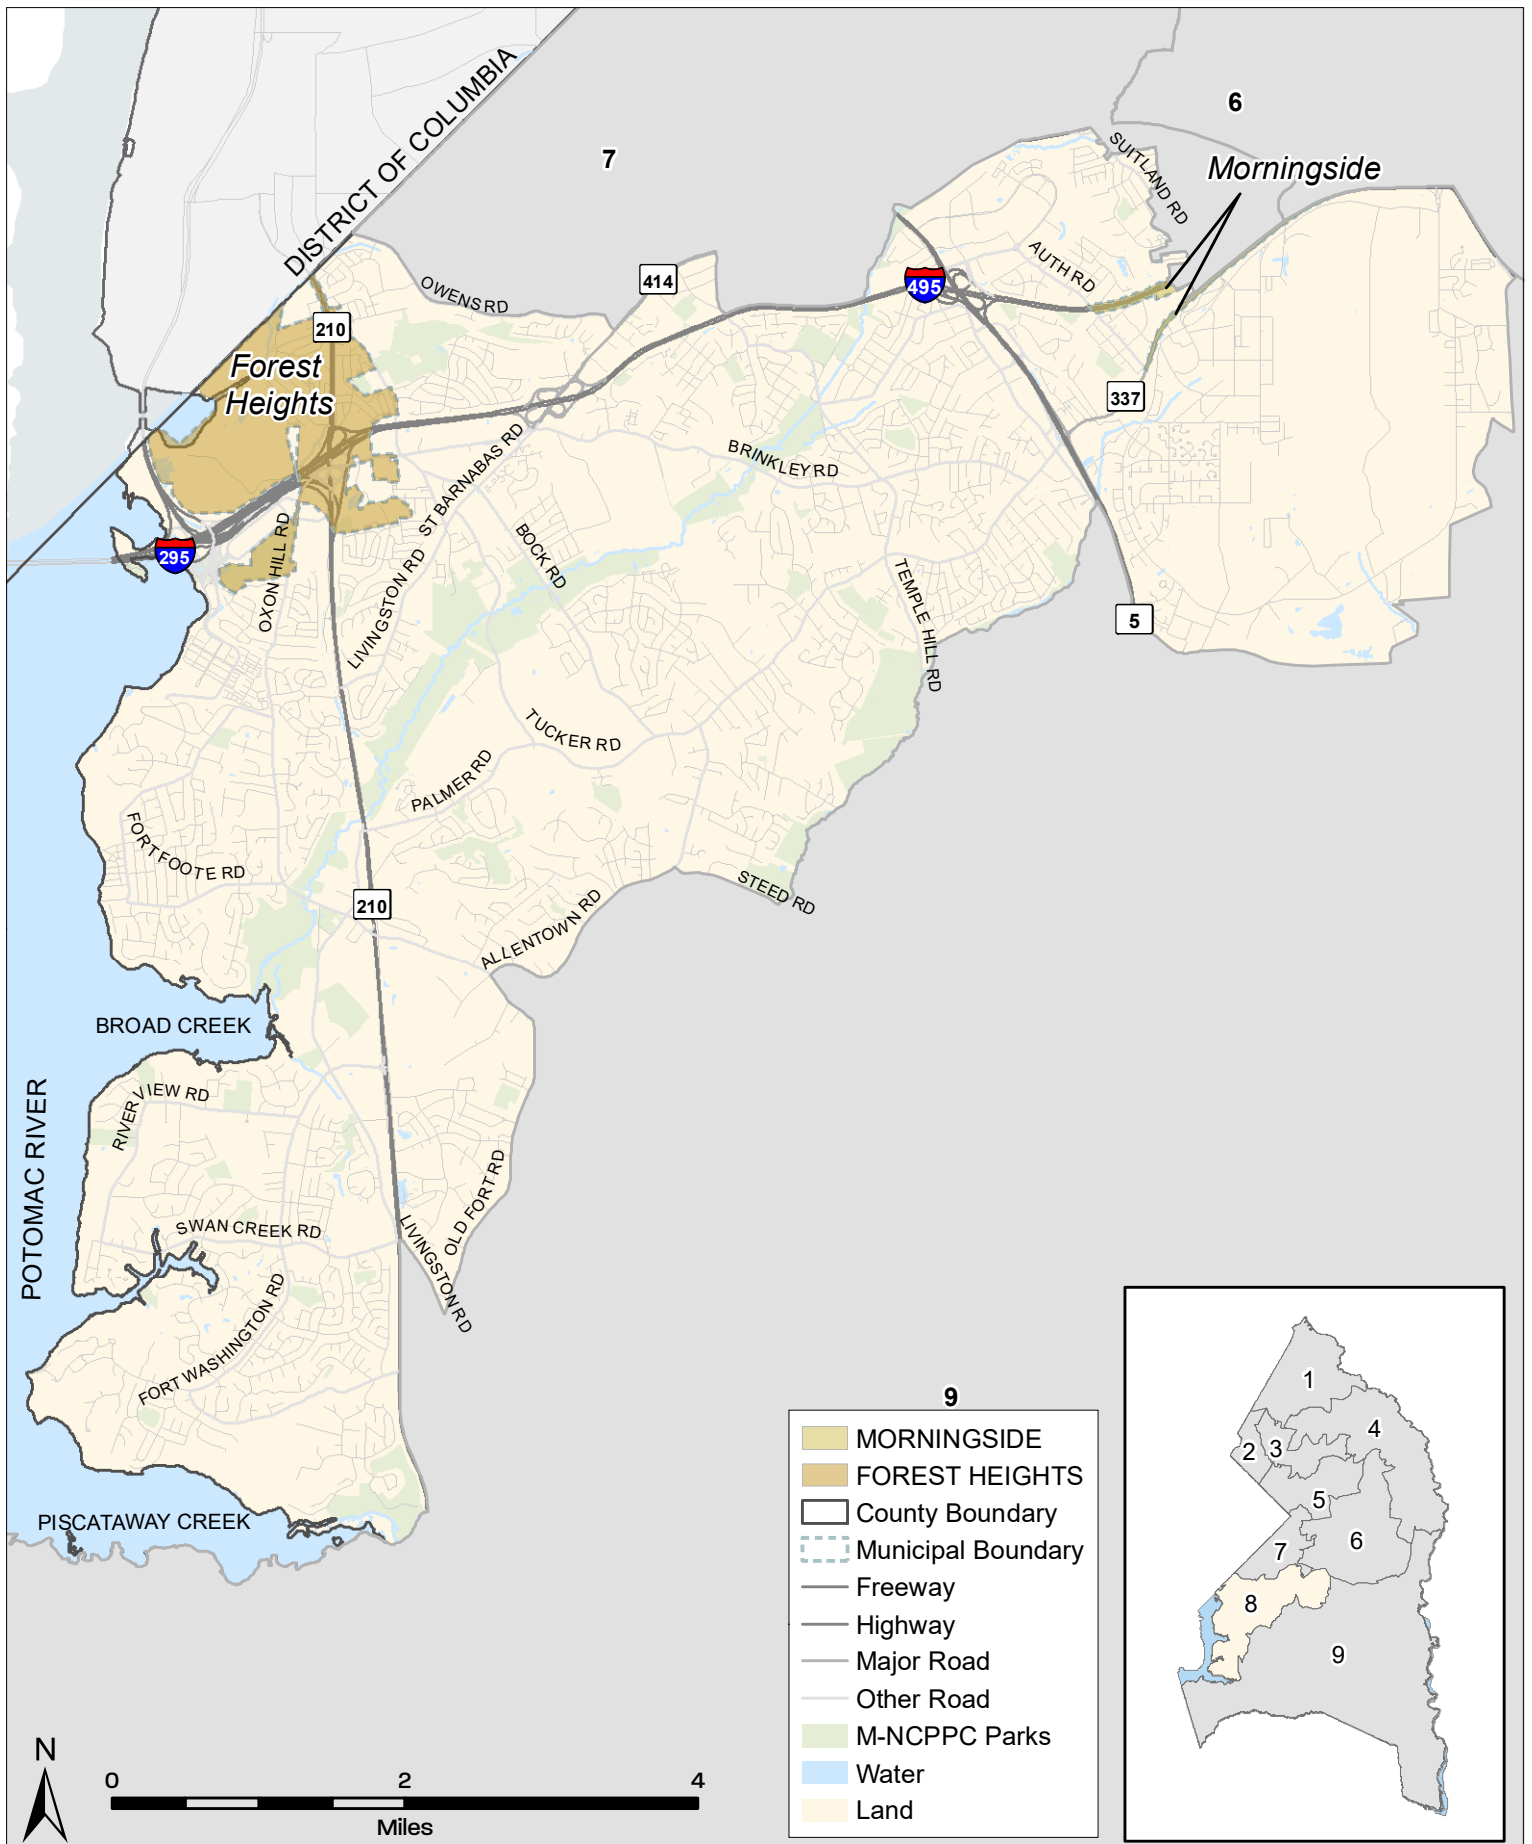 DISTRICT OF COLUMBIA
7
6
SUITLAND RD
Morningside
AUTH RD
OWENS RD
414
495
210
Forest
Heights
337
BRINKLEY RD
ST BARNABAS RD
BOCK RD
OXON HILL RD
295
LIVINGSTON RD
TEMPLE HILL RD
5
TUCKER RD
PALMER RD
FORT FOOTE RD
210
STEED RD
ALLENTOWN RD
BROAD CREEK
RIVER VIEW RD
POTOMAC RIVER
SWAN CREEK RD
OLD FORT RD
LIVINGSTON RD
FORT WASHINGTON RD
PISCATAWAY CREEK
9
MORNINGSIDE
FOREST HEIGHTS
County Boundary
Municipal Boundary
Freeway
Highway
Major Road
Other Road
M-NCPPC Parks
Water
Land
1
4
2
3
5
6
7
8
9
N
0 2 4
Miles